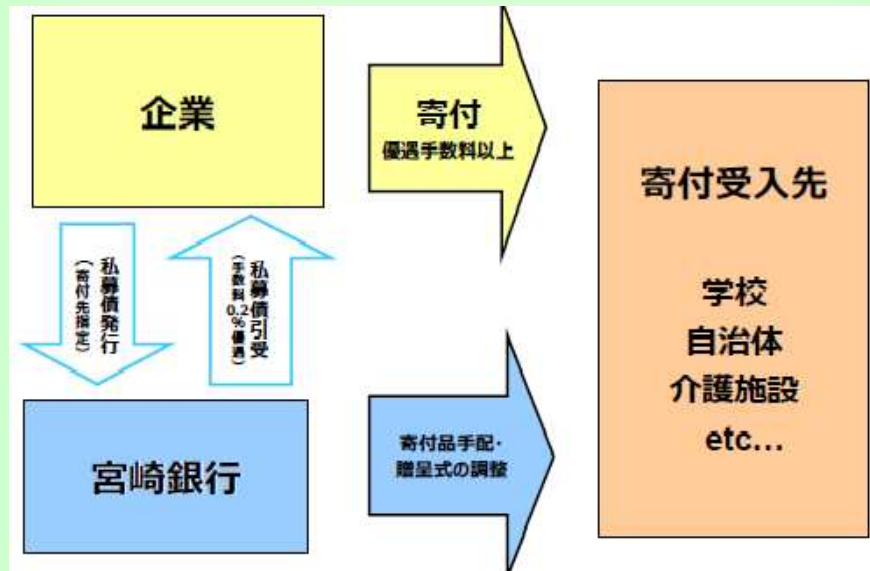 企業
寄付
優遇手数料以上
寄付受入先
学校
自治体
介護施設
etc…
私募債発行
(寄付先指定)
私募債引受
(手数料0.2%優遇)
宮崎銀行
寄付品手配・
贈呈式の調整